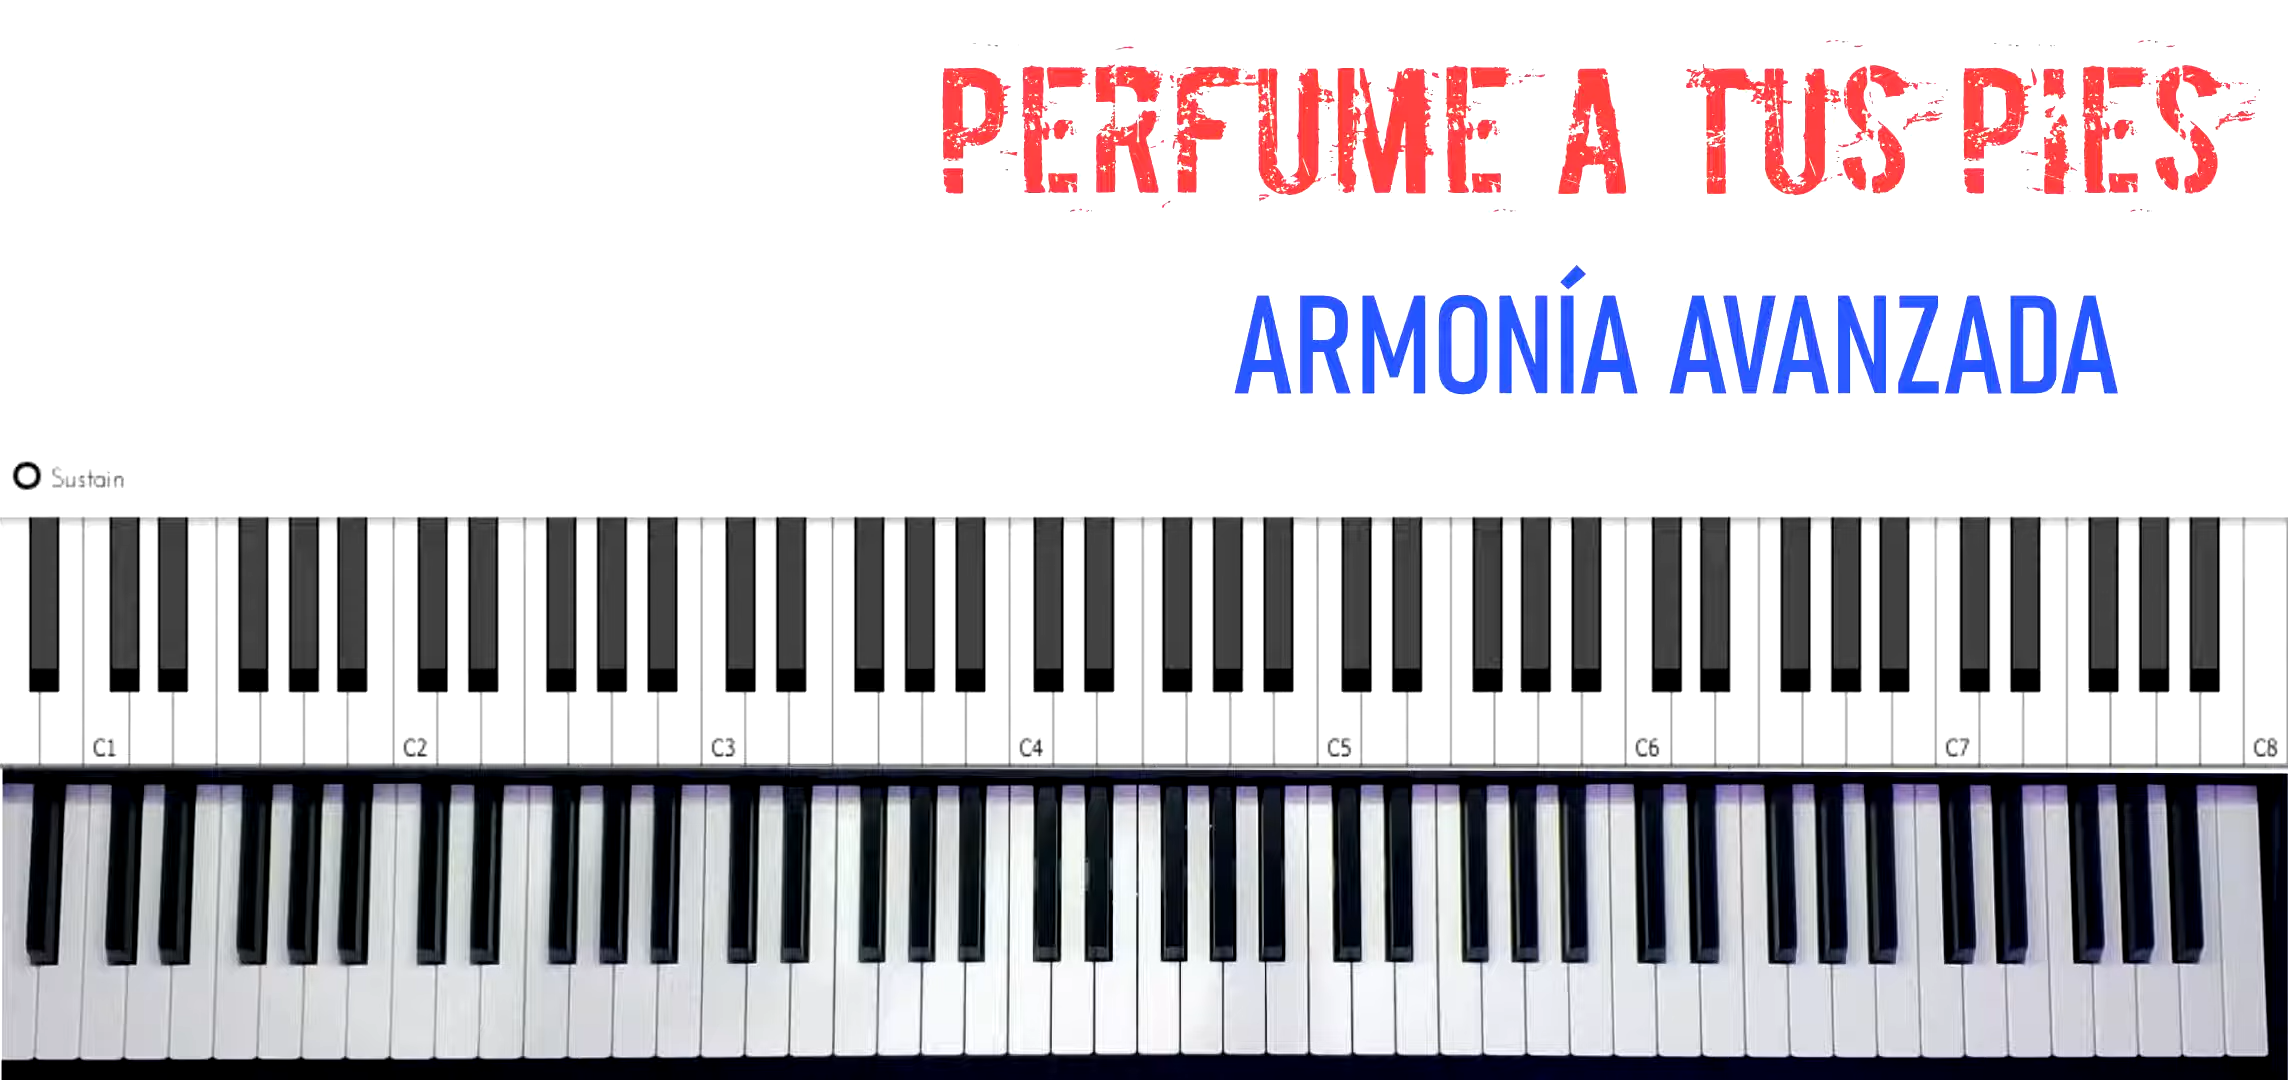 PERFUME A TUS PIES
ARMONÍA AVANZADA
Sustain
C1 C2 C3 C4 C5 C6 C7 C8